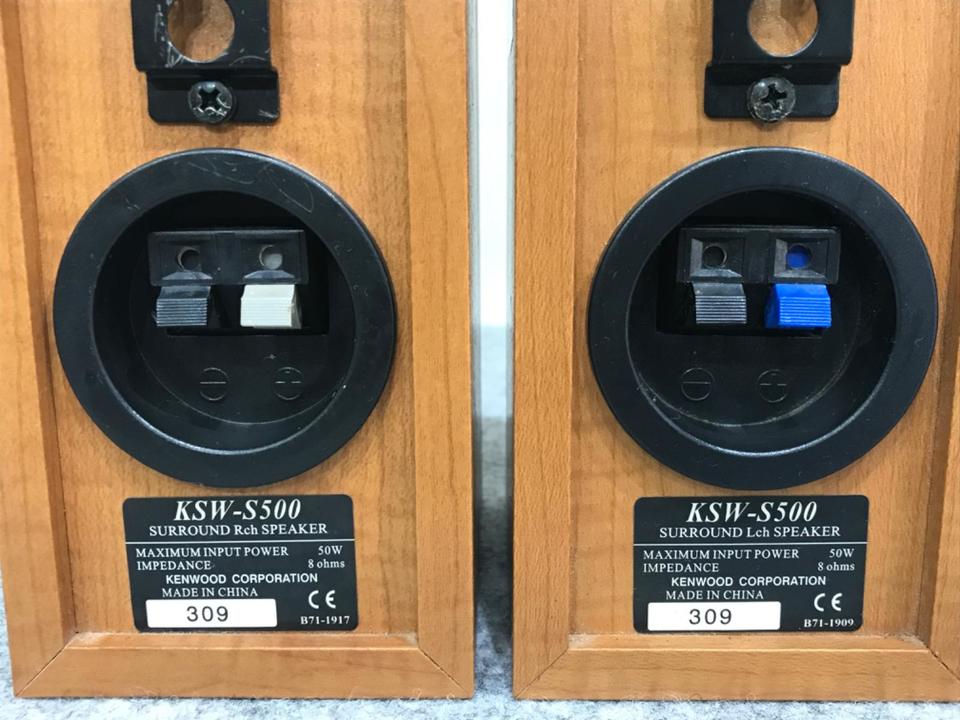 KSW-S500
SURROUND Rch SPEAKER
MAXIMUM INPUT POWER 50W
IMPEDANCE 8 ohms
KENWOOD CORPORATION
MADE IN CHINA
CE
309
B71-1917
KSW-S500
SURROUND Lch SPEAKER
MAXIMUM INPUT POWER 50W
IMPEDANCE 8 ohms
KENWOOD CORPORATION
MADE IN CHINA
CE
309
B71-1909